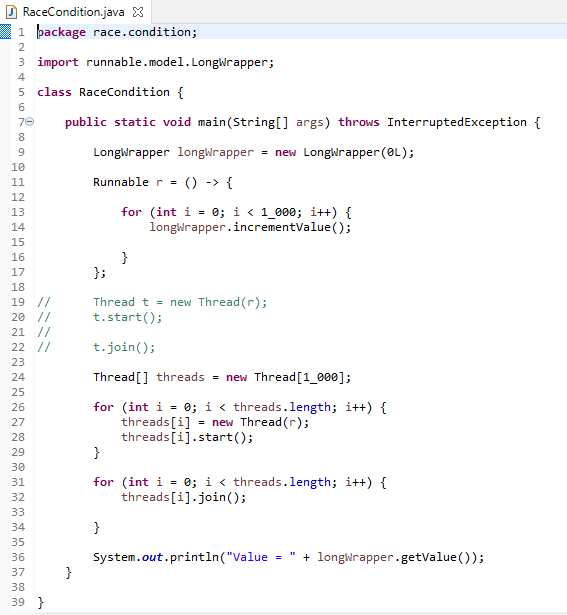 RaceCondition.java
1 package race.condition;
2
3 import runnable.model.LongWrapper;
4
5 class RaceCondition {
6
7 public static void main(String[] args) throws InterruptedException {
8
9 LongWrapper longWrapper = new LongWrapper(0L);
10
11 Runnable r = () -> {
12
13 for (int i = 0; i < 1_000; i++) {
14 longWrapper.incrementValue();
15
16 }
17 };
18
19 // Thread t = new Thread(r);
20 // t.start();
21 //
22 // t.join();
23
24 Thread[] threads = new Thread[1_000];
25
26 for (int i = 0; i < threads.length; i++) {
27 threads[i] = new Thread(r);
28 threads[i].start();
29 }
30
31 for (int i = 0; i < threads.length; i++) {
32 threads[i].join();
33
34 }
35
36 System.out.println("Value = " + longWrapper.getValue());
37 }
38
39 }